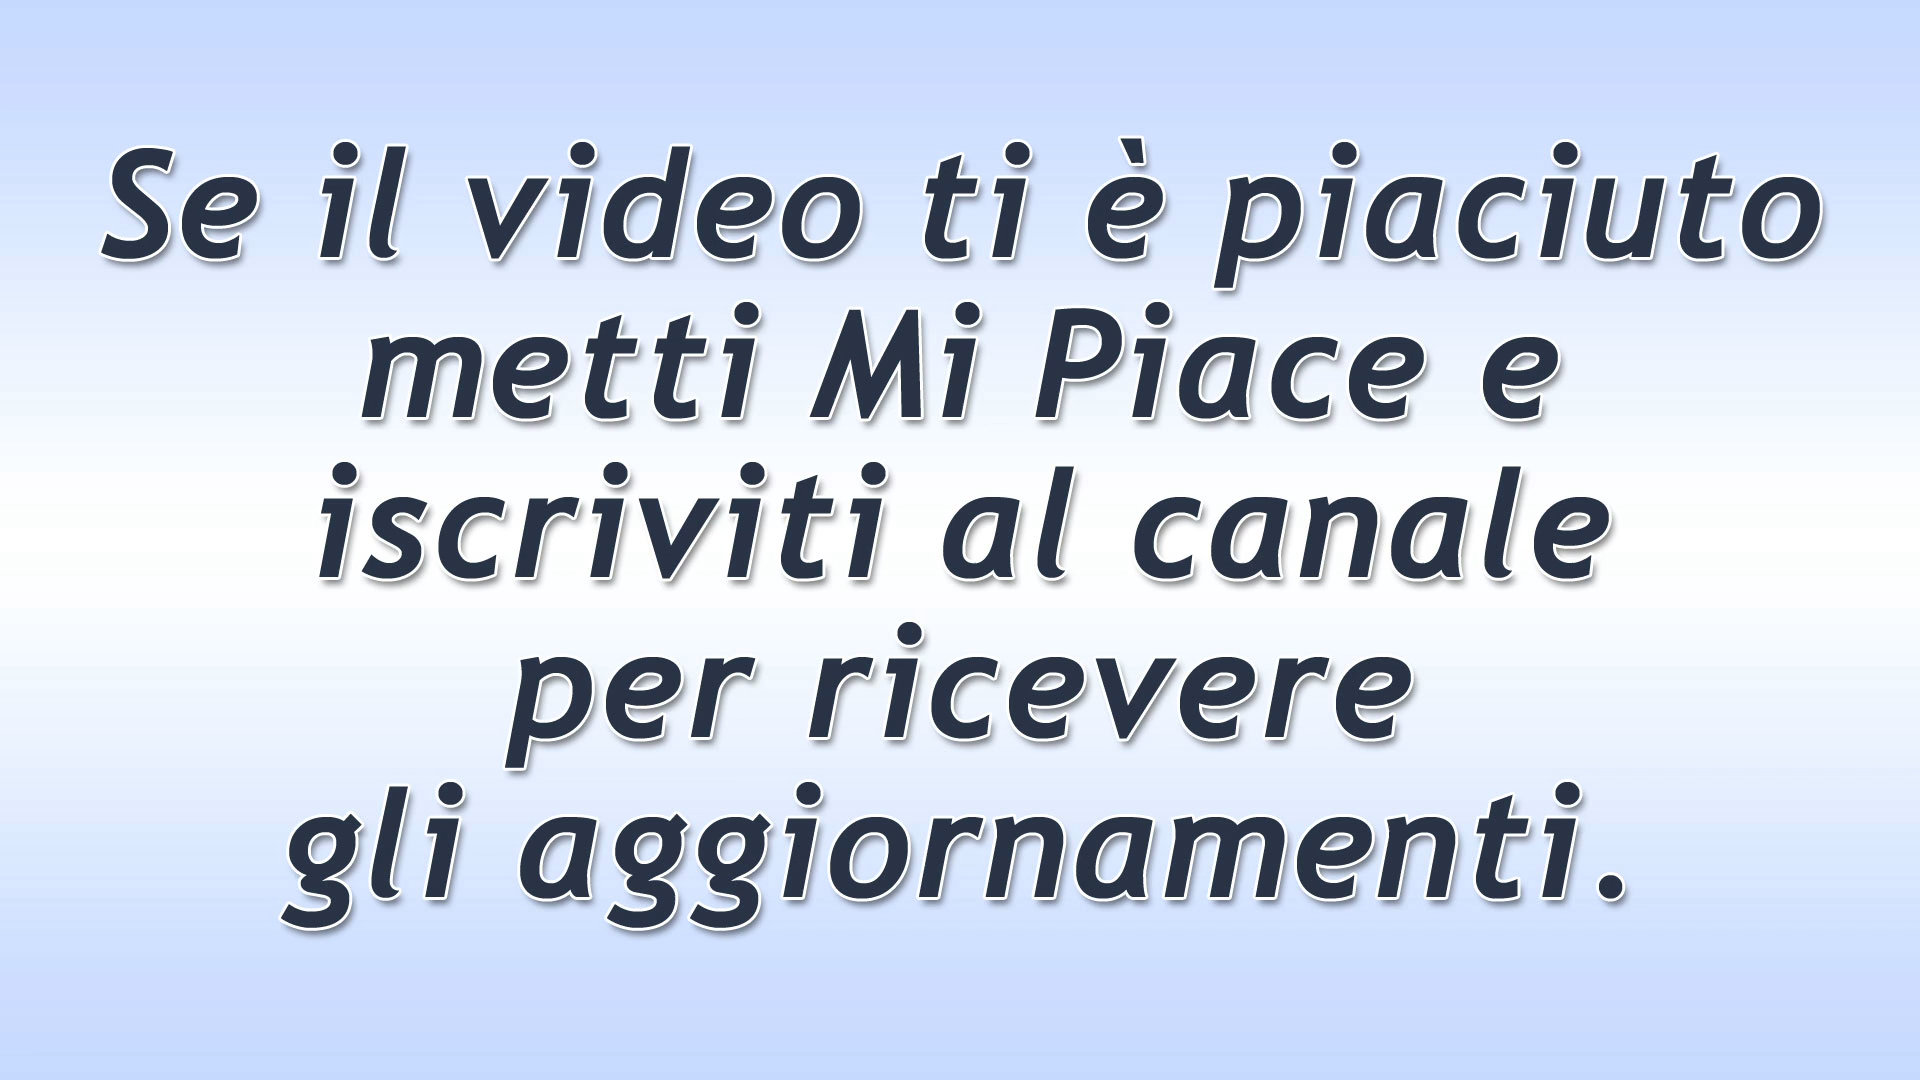 Se il video ti è piaciuto
metti Mi Piace e
iscriviti al canale
per ricevere
gli aggiornamenti.